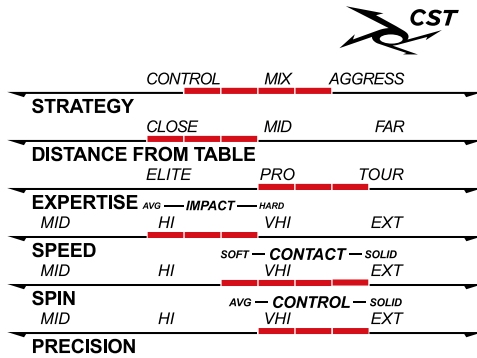 CST
CONTROL MIX AGGRESS
STRATEGY
CLOSE MID FAR
DISTANCE FROM TABLE
ELITE PRO TOUR
EXPERTISE AVG — IMPACT — HARD
MID HI VHI EXT
SPEED SOFT — CONTACT — SOLID
MID HI VHI EXT
SPIN AVG — CONTROL — SOLID
MID HI VHI EXT
PRECISION